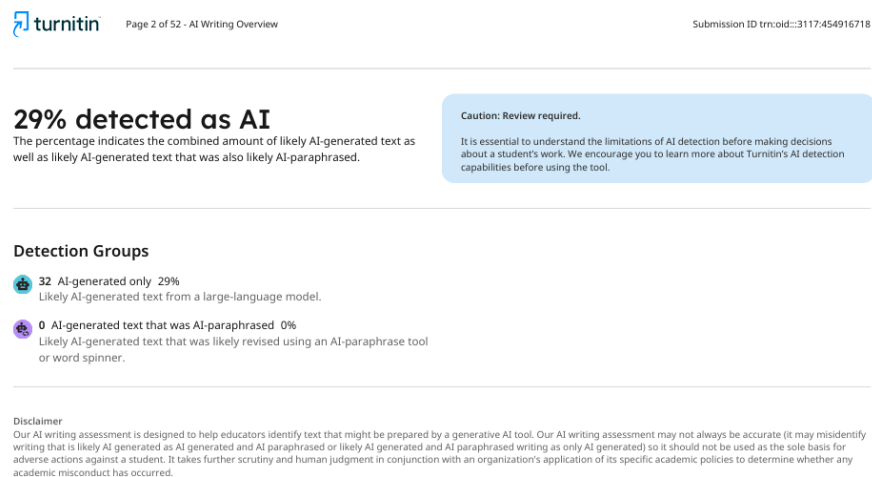 turnitin
Page 2 of 52 - AI Writing Overview
Submission ID trn:oid:::3117:454916718
29% detected as AI
The percentage indicates the combined amount of likely AI-generated text as
well as likely AI-generated text that was also likely AI-paraphrased.
Caution: Review required.
It is essential to understand the limitations of AI detection before making decisions
about a student's work. We encourage you to learn more about Turnitin's AI detection
capabilities before using the tool.
Detection Groups
32 AI-generated only 29%
Likely AI-generated text from a large-language model.
0 AI-generated text that was AI-paraphrased 0%
Likely AI-generated text that was likely revised using an AI-paraphrase tool
or word spinner.
Disclaimer
Our AI writing assessment is designed to help educators identify text that might be prepared by a generative AI tool. Our AI writing assessment may not always be accurate (it may misidentify
writing that is likely AI generated as AI generated and AI paraphrased or likely AI generated and AI paraphrased writing as only AI generated) so it should not be used as the sole basis for
adverse actions against a student. It takes further scrutiny and human judgment in conjunction with an organization's application of its specific academic policies to determine whether any
academic misconduct has occurred.